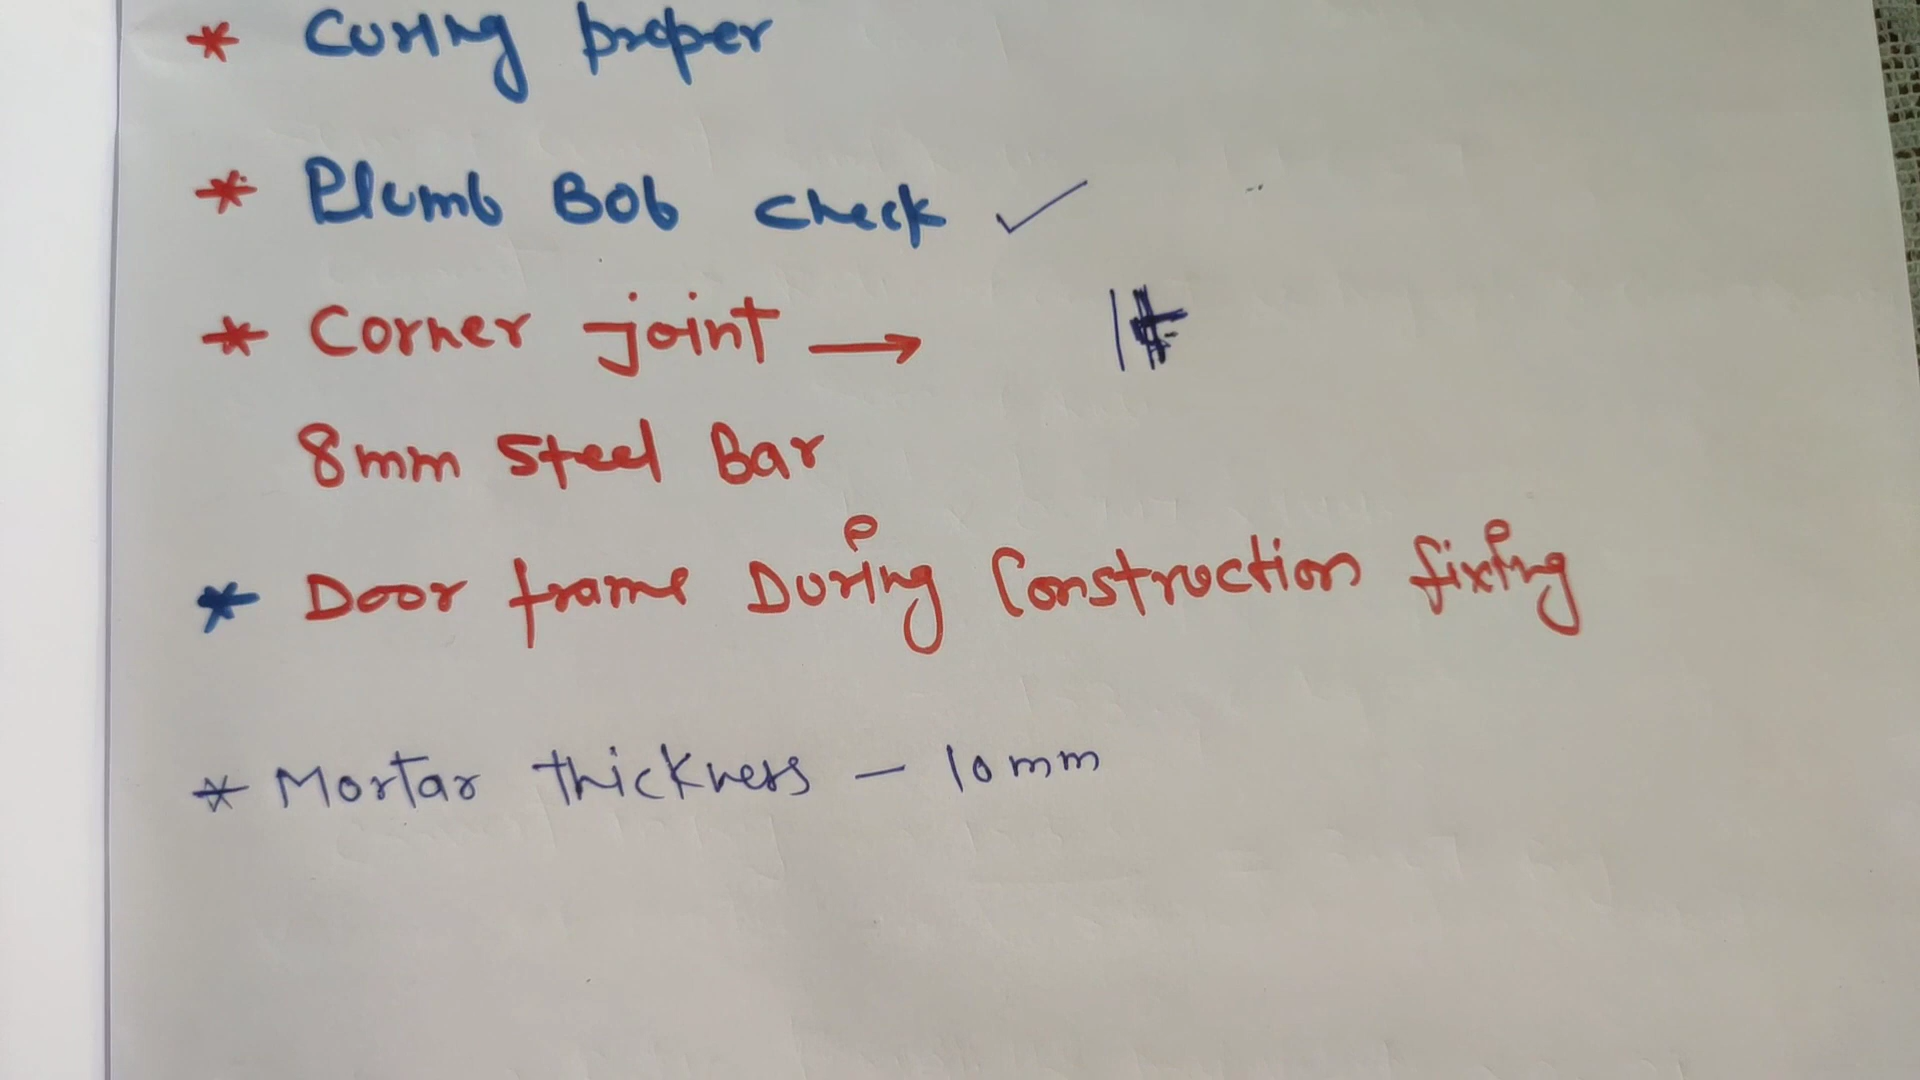 * Curing proper
* Plumb Bob check ✓
* Corner joint →
8mm Steel Bar
* Door frame During Construction fixing
* Mortar thickness — 10mm